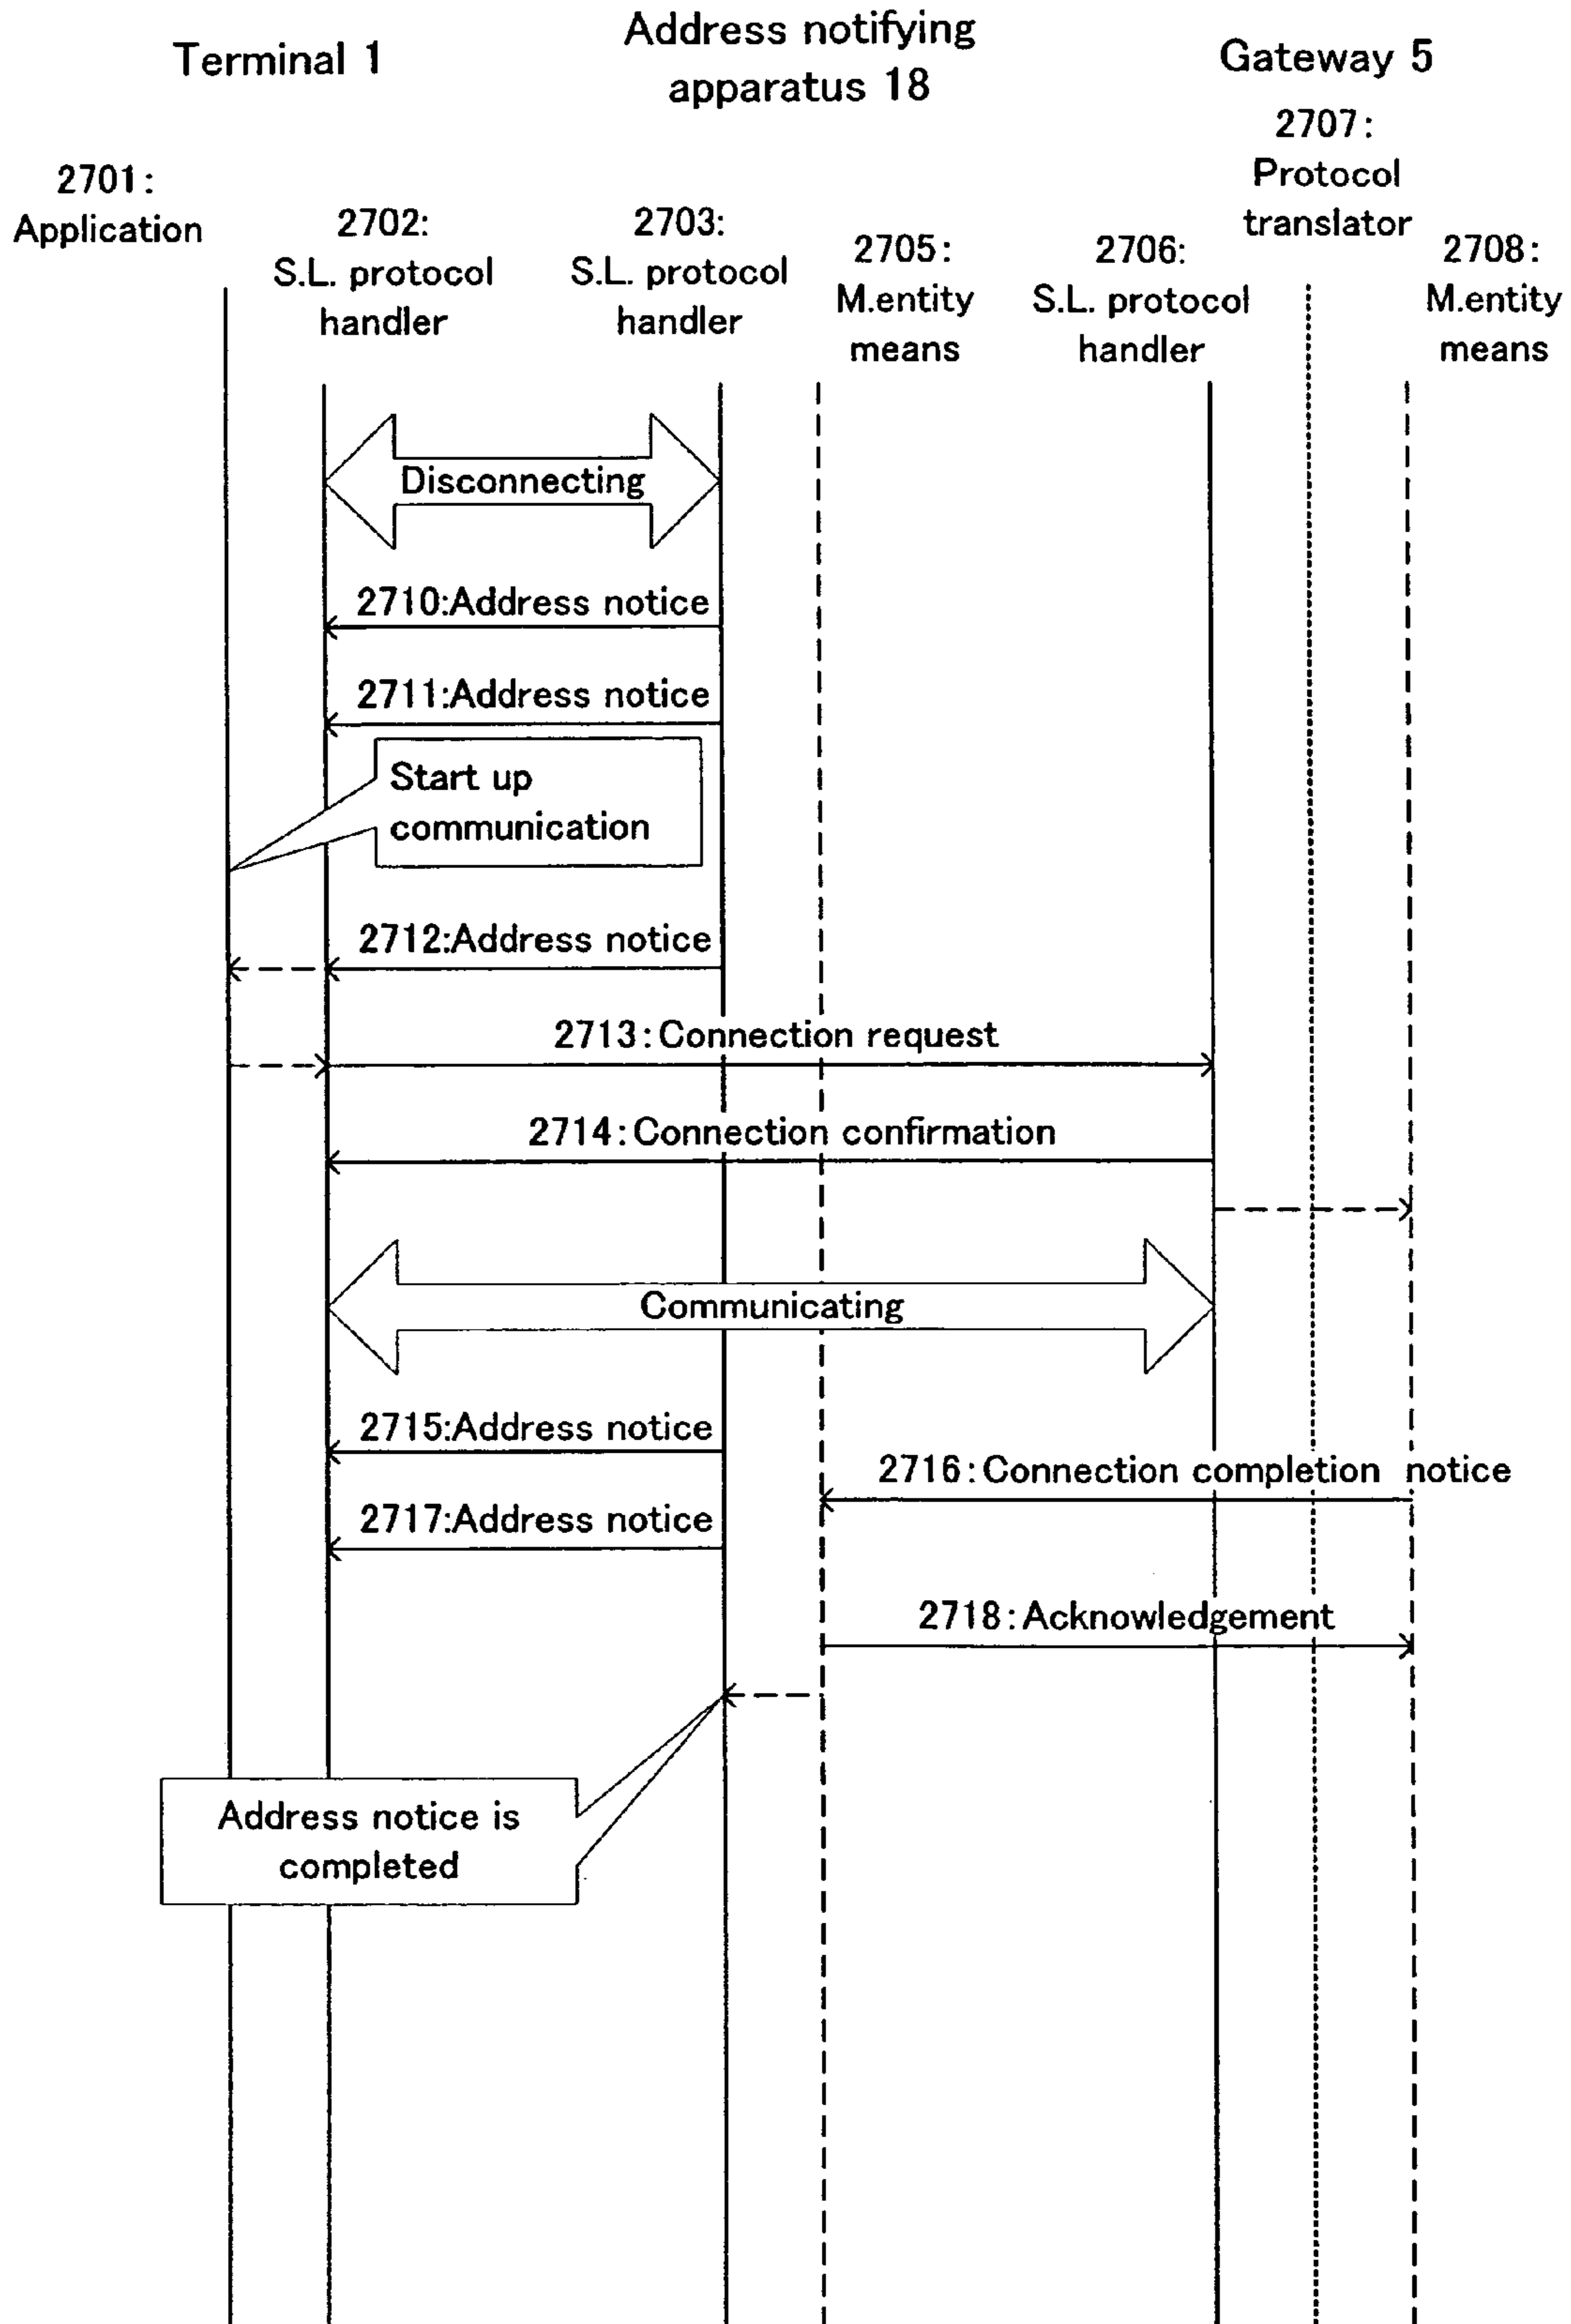 Terminal 1
Address notifying
apparatus 18
Gateway 5
2701:
Application
2702:
S.L. protocol
handler
2703:
S.L. protocol
handler
2705:
M.entity
means
2706:
S.L. protocol
handler
2707:
Protocol
translator
2708:
M.entity
means
Disconnecting
2710:Address notice
2711:Address notice
Start up
communication
2712:Address notice
2713:Connection request
2714:Connection confirmation
Communicating
2715:Address notice
2716:Connection completion notice
2717:Address notice
2718:Acknowledgement
Address notice is
completed